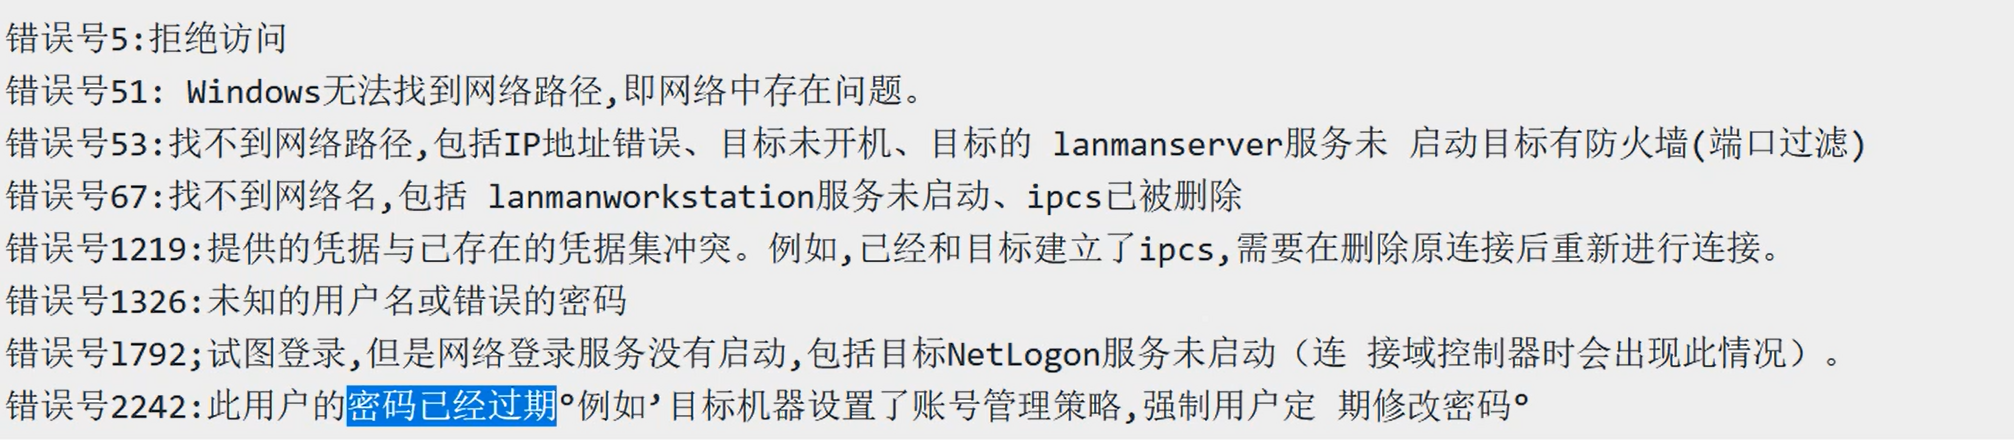 错误号5:拒绝访问
错误号51: Windows无法找到网络路径,即网络中存在问题。
错误号53:找不到网络路径,包括IP地址错误、目标未开机、目标的 lanmanserver服务未 启动目标有防火墙(端口过滤)
错误号67:找不到网络名,包括 lanmanworkstation服务未启动、ipcs已被删除
错误号1219:提供的凭据与已存在的凭据集冲突。例如,已经和目标建立了ipcs,需要在删除原连接后重新进行连接。
错误号1326:未知的用户名或错误的密码
错误号l792;试图登录,但是网络登录服务没有启动,包括目标NetLogon服务未启动（连 接域控制器时会出现此情况）。
错误号2242:此用户的密码已经过期°例如’目标机器设置了账号管理策略,强制用户定 期修改密码°